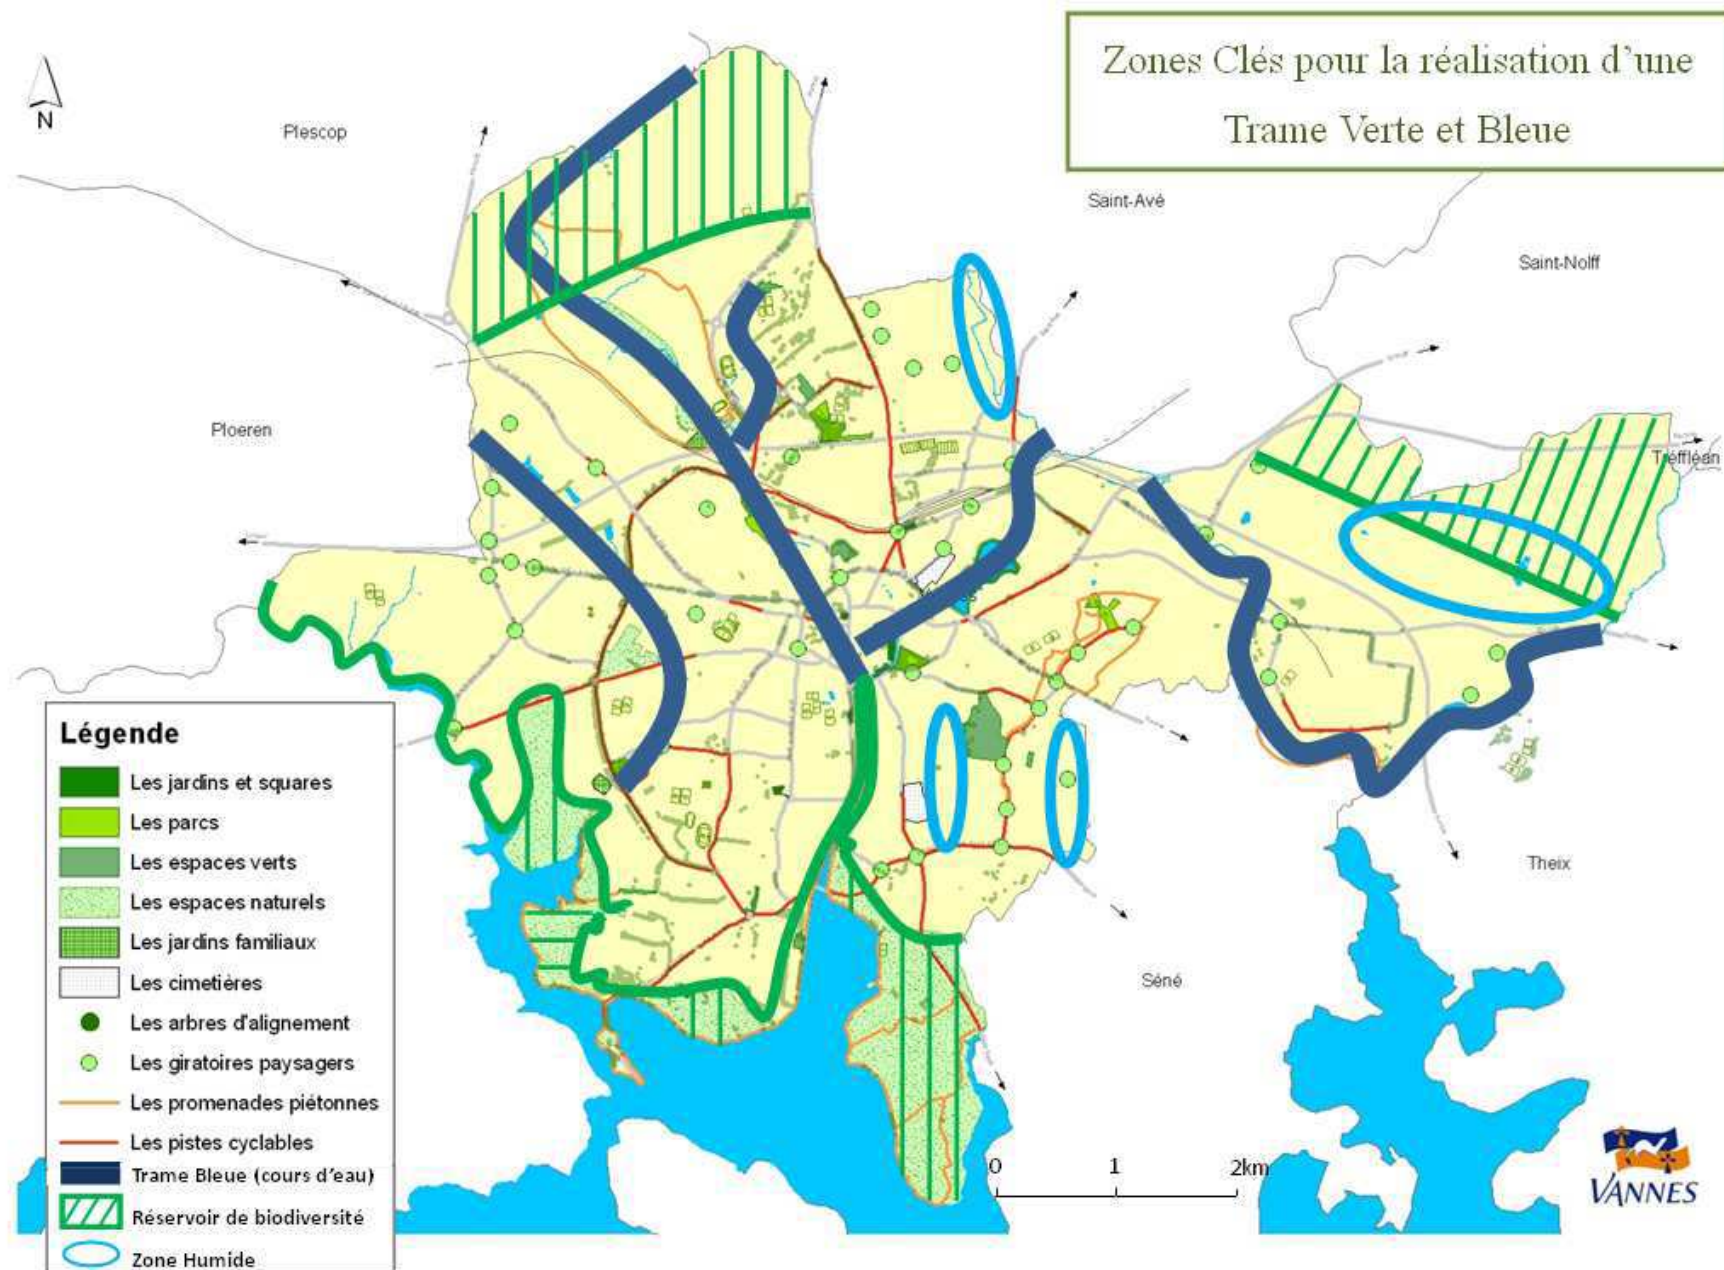 Zones Clés pour la réalisation d'une
Trame Verte et Bleue
N
Plescop
Saint-Avé
Saint-Nolff
Ploeren
Tréffléan
Légende
Les jardins et squares
Les parcs
Les espaces verts
Les espaces naturels
Les jardins familiaux
Les cimetières
Les arbres d'alignement
Les giratoires paysagers
Les promenades piétonnes
Les pistes cyclables
Trame Bleue (cours d'eau)
Réservoir de biodiversité
Zone Humide
Theix
Séné
0 1 2km
VANNES